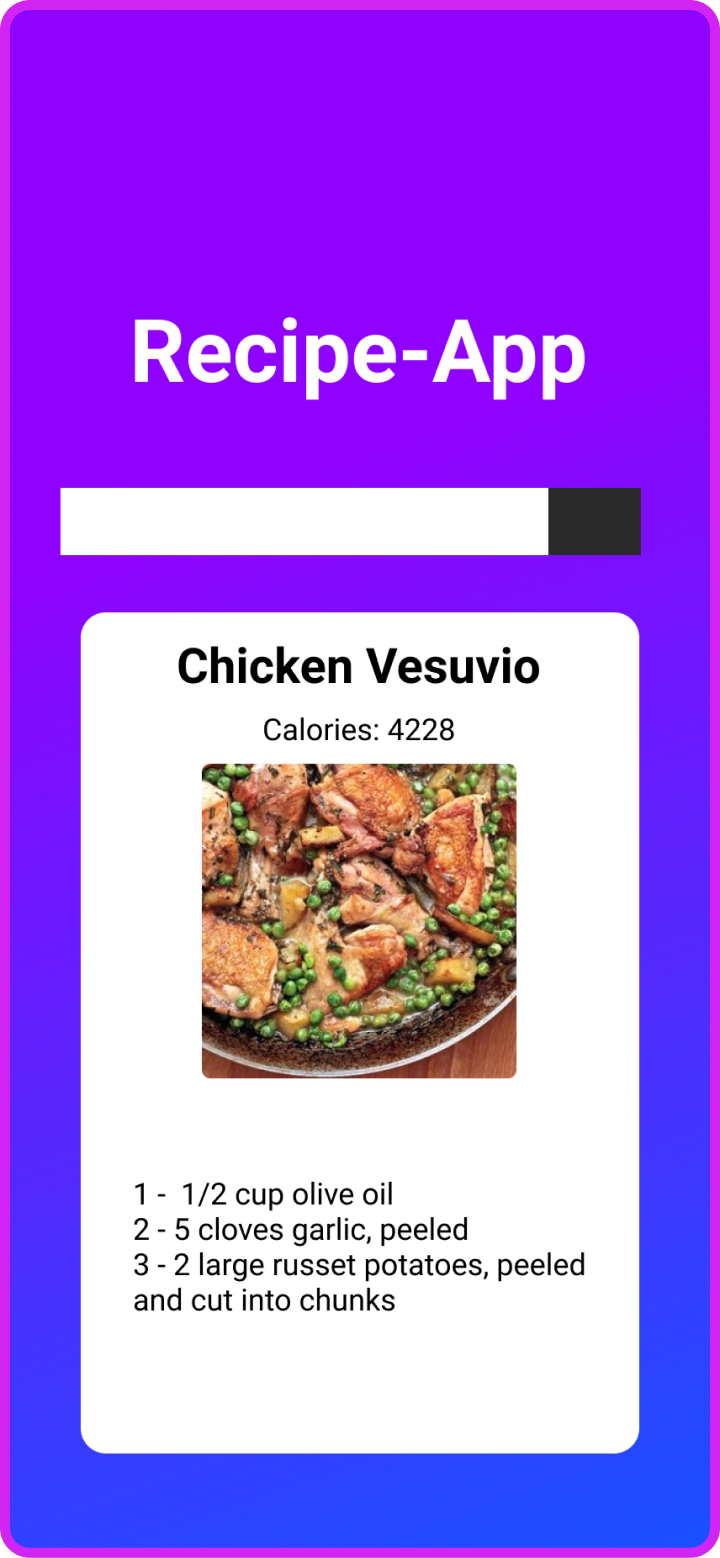 Recipe-App
Chicken Vesuvio
Calories: 4228
1 -  1/2 cup olive oil
2 - 5 cloves garlic, peeled
3 - 2 large russet potatoes, peeled
and cut into chunks